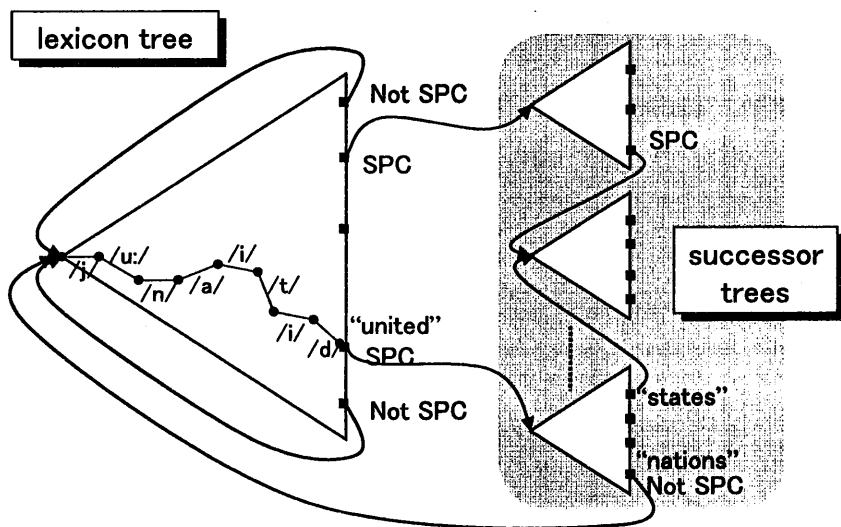 lexicon tree
Not SPC
SPC
SPC
/j/
/u:/
/n/
/a/
/i/
/t/
/i/
/d/
"united"
SPC
Not SPC
successor
trees
"states"
"nations"
Not SPC